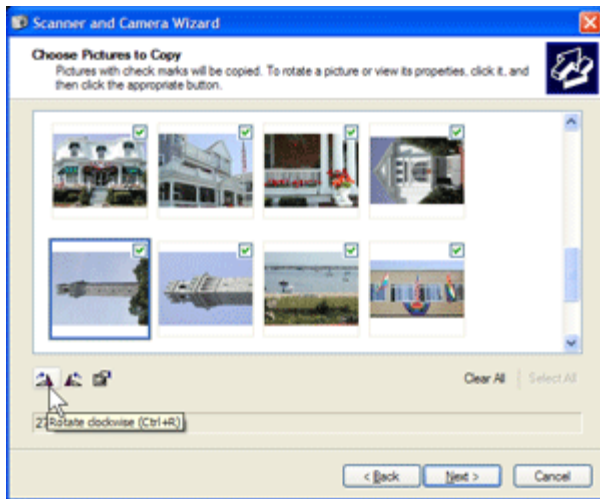 Scanner and Camera Wizard
Choose Pictures to Copy
Pictures with check marks will be copied. To rotate a picture or view its properties, click it, and
then click the appropriate button.
Clear All
Select All
27
Rotate clockwise (Ctrl+R)
< Back
Next >
Cancel